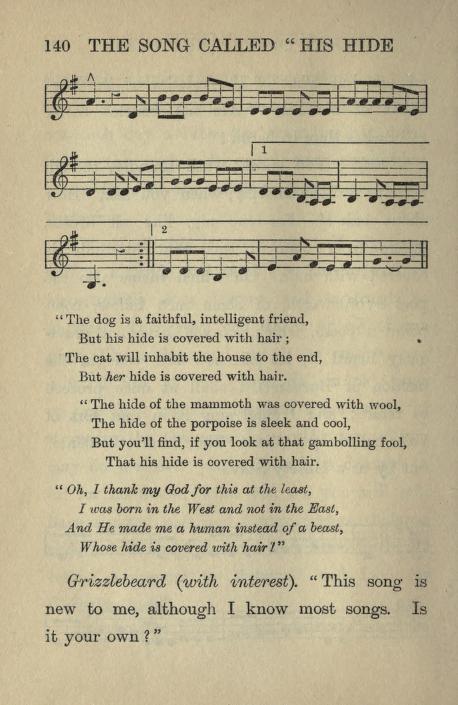 140 THE SONG CALLED “HIS HIDE
1
2
“The dog is a faithful, intelligent friend,
But his hide is covered with hair;
The cat will inhabit the house to the end,
But her hide is covered with hair.
“The hide of the mammoth was covered with wool,
The hide of the porpoise is sleek and cool,
But you’ll find, if you look at that gambolling fool,
That his hide is covered with hair.
“Oh, I thank my God for this at the least,
I was born in the West and not in the East,
And He made me a human instead of a beast,
Whose hide is covered with hair!”
Grizzlebeard (with interest). “This song is
new to me, although I know most songs. Is
it your own?”